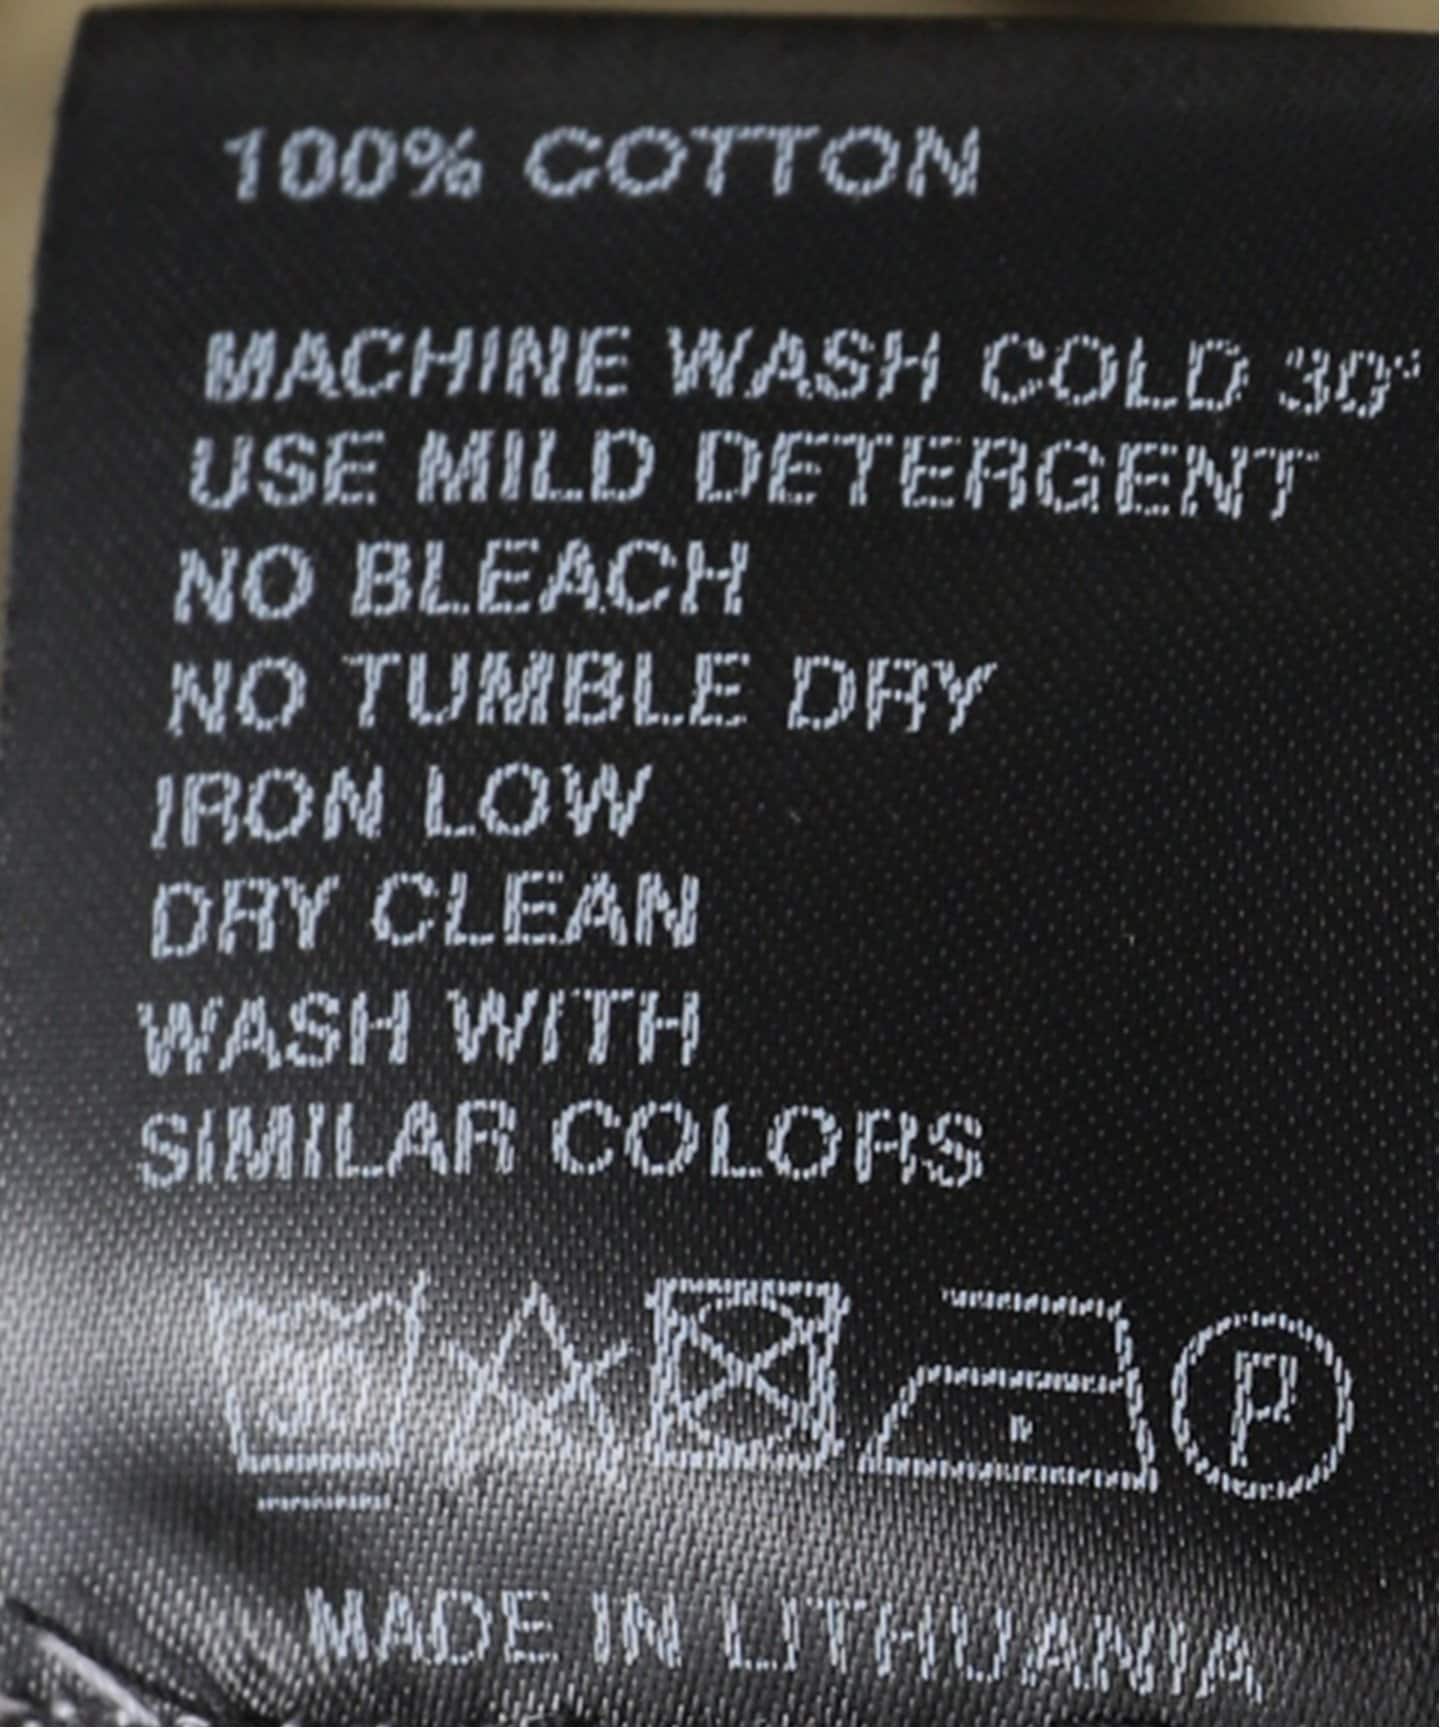 100% COTTON
MACHINE WASH COLD 30°
USE MILD DETERGENT
NO BLEACH
NO TUMBLE DRY
IRON LOW
DRY CLEAN
WASH WITH
SIMILAR COLORS
30 P
MADE IN LITHUANIA